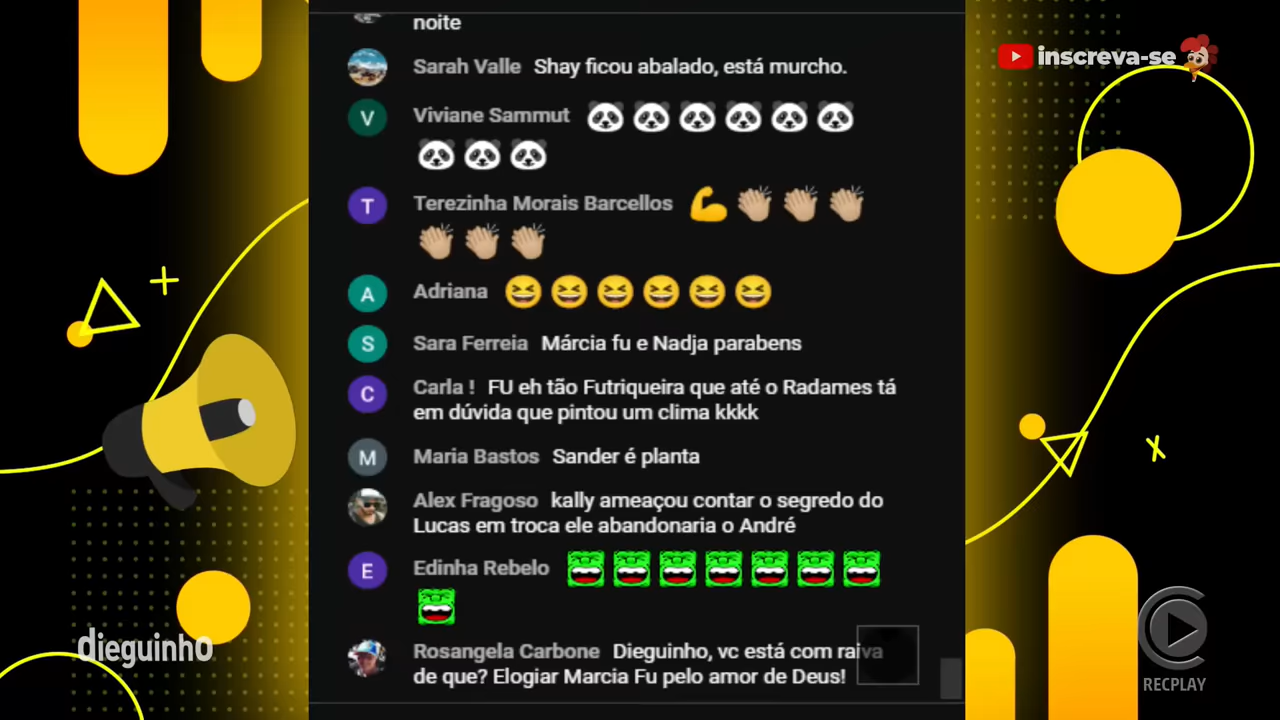 noite
inscreva-se
Sarah Valle Shay ficou abalado, está murcho.
V Viviane Sammut 🐼🐼🐼🐼🐼🐼
🐼🐼🐼
T Terezinha Morais Barcellos 💪👏🏼👏🏼👏🏼
👏🏼👏🏼👏🏼
A Adriana 😆😆😆😆😆😆
S Sara Ferreia Márcia fu e Nadja parabens
C Carla ! FU eh tão Futriqueira que até o Radames tá
em dúvida que pintou um clima kkkk
M Maria Bastos Sander é planta
Alex Fragoso kally ameaçou contar o segredo do
Lucas em troca ele abandonaria o André
E Edinha Rebelo
Rosangela Carbone Dieguinho, vc está com raiva
de que? Elogiar Marcia Fu pelo amor de Deus!
dieguinho
RECPLAY